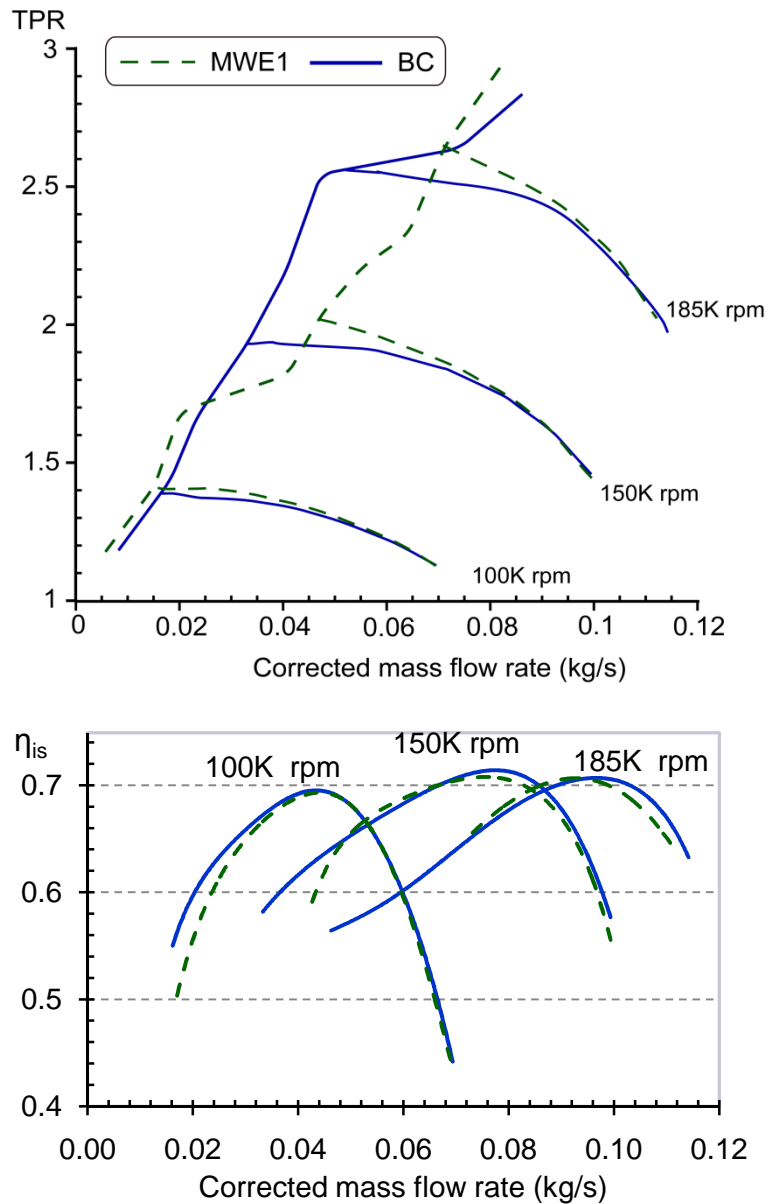 TPR
MWE1 BC
3
2.5
2
1.5
1
185K rpm
150K rpm
100K rpm
0 0.02 0.04 0.06 0.08 0.1 0.12
Corrected mass flow rate (kg/s)
ηis
100K rpm 150K rpm 185K rpm
0.7
0.6
0.5
0.4
0.00 0.02 0.04 0.06 0.08 0.10 0.12
Corrected mass flow rate (kg/s)